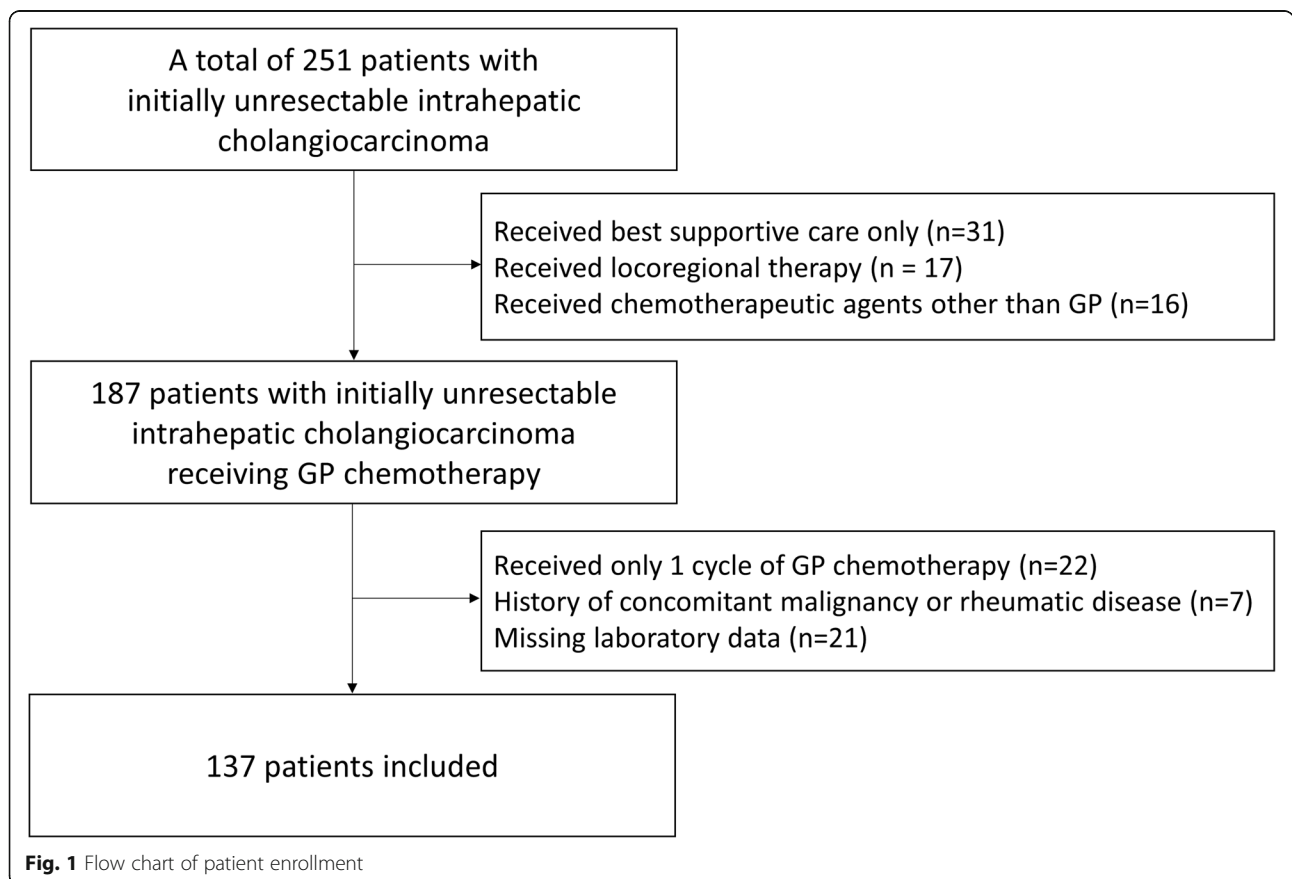 A total of 251 patients with
initially unresectable intrahepatic
cholangiocarcinoma
Received best supportive care only (n=31)
Received locoregional therapy (n = 17)
Received chemotherapeutic agents other than GP (n=16)
187 patients with initially unresectable
intrahepatic cholangiocarcinoma
receiving GP chemotherapy
Received only 1 cycle of GP chemotherapy (n=22)
History of concomitant malignancy or rheumatic disease (n=7)
Missing laboratory data (n=21)
137 patients included
Fig. 1 Flow chart of patient enrollment